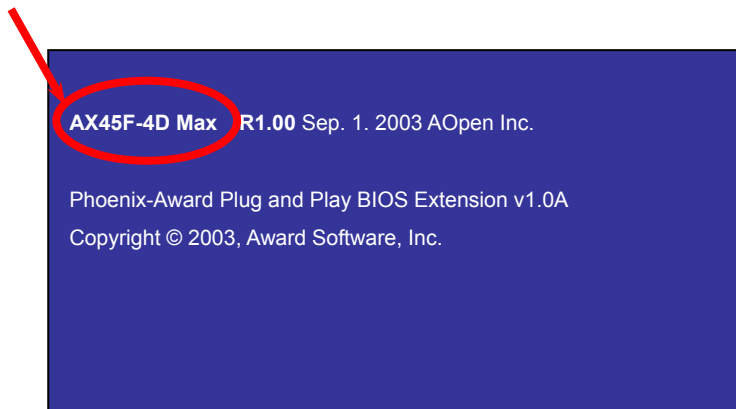 AX45F-4D Max R1.00 Sep. 1. 2003 AOpen Inc.
Phoenix-Award Plug and Play BIOS Extension v1.0A
Copyright © 2003, Award Software, Inc.